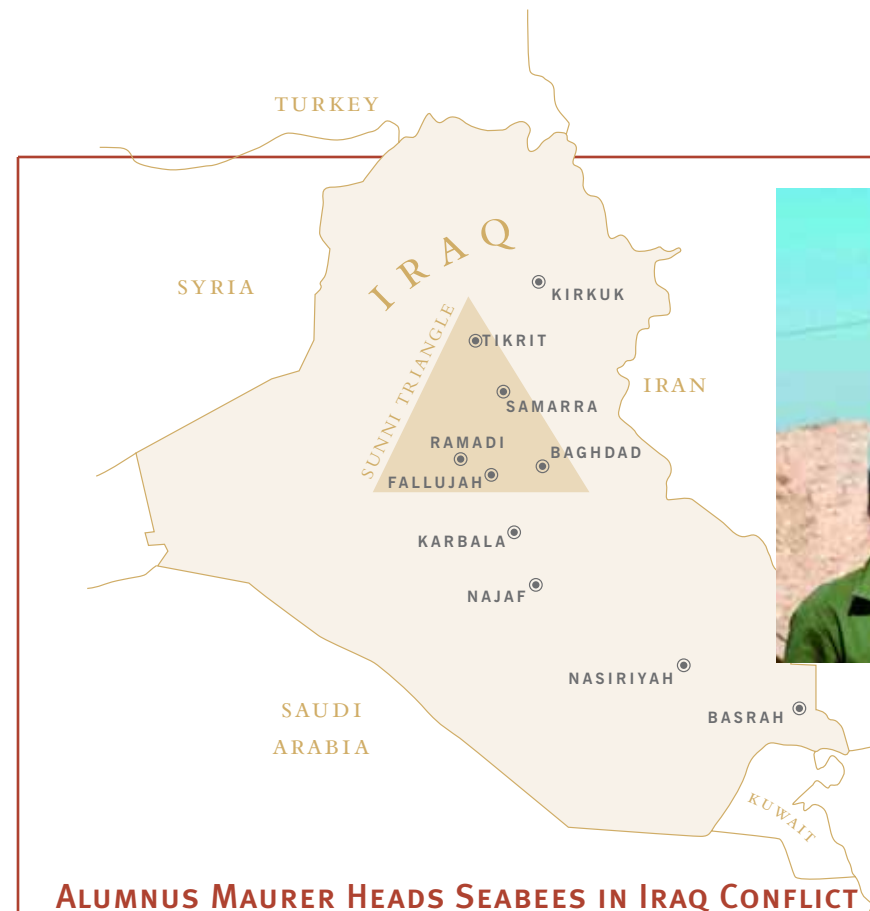 TURKEY
IRAQ
SYRIA
KIRKUK
TIKRIT
SUNNI TRIANGLE
IRAN
SAMARRA
RAMADI
BAGHDAD
FALLUJAH
KARBALA
NAJAF
NASIRIYAH
SAUDI
ARABIA
BASRAH
KUWAIT
ALUMNUS MAURER HEADS SEABEES IN IRAQ CONFLICT